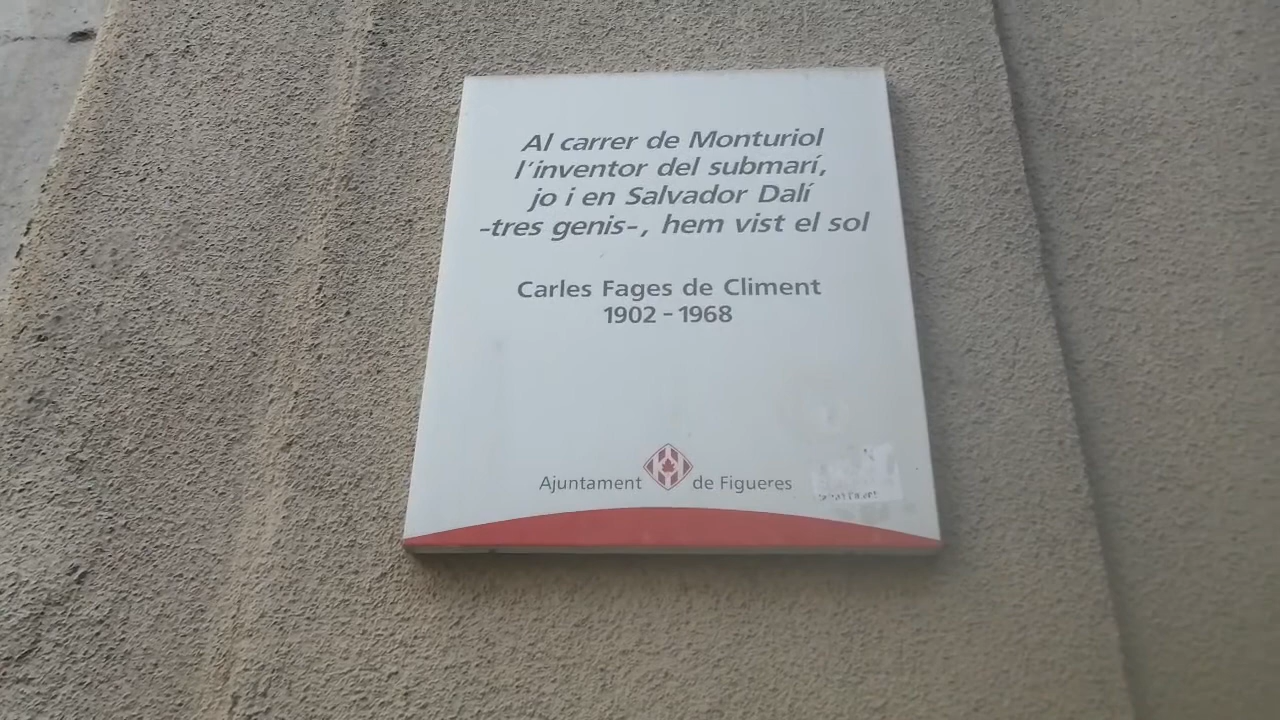 Al carrer de Monturiol
l'inventor del submarí,
jo i en Salvador Dalí
-tres genis-, hem vist el sol
Carles Fages de Climent
1902 - 1968
Ajuntament de Figueres